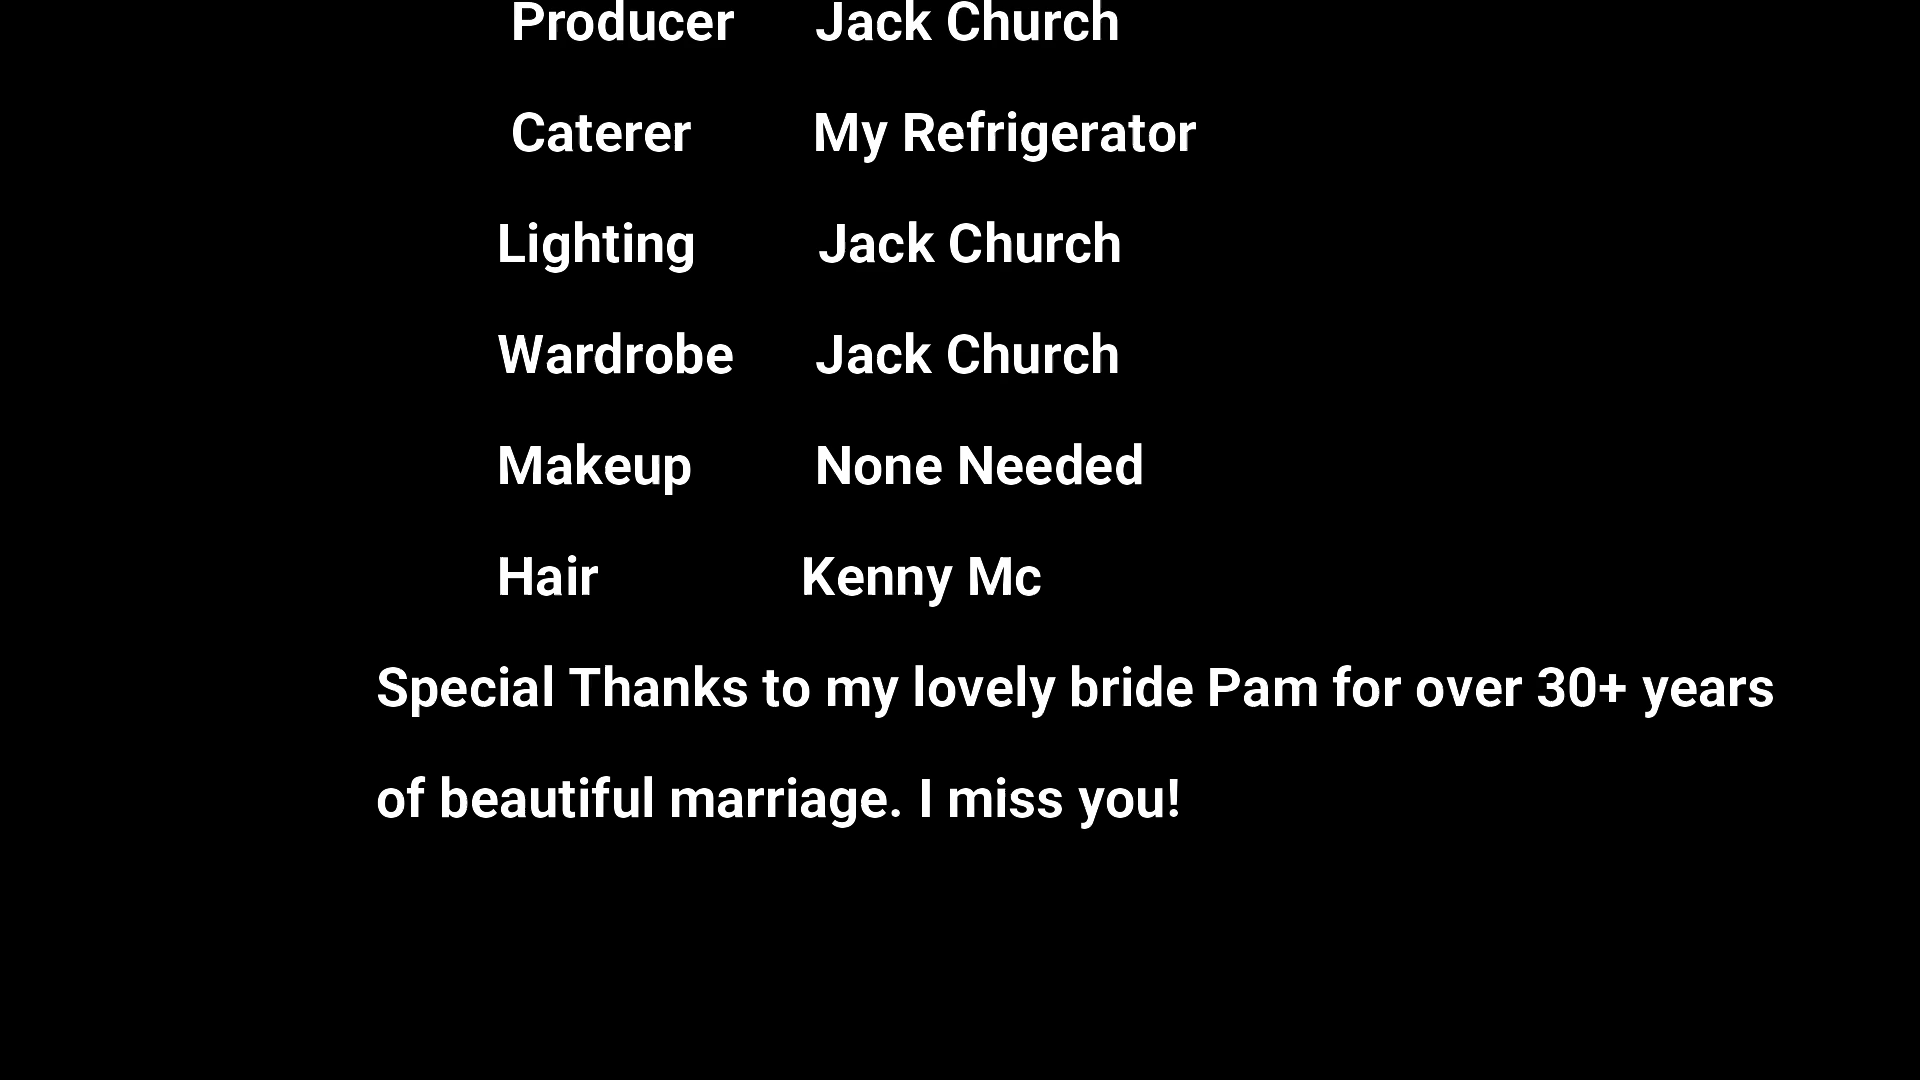 Producer Jack Church
Caterer My Refrigerator
Lighting Jack Church
Wardrobe Jack Church
Makeup None Needed
Hair Kenny Mc
Special Thanks to my lovely bride Pam for over 30+ years
of beautiful marriage. I miss you!